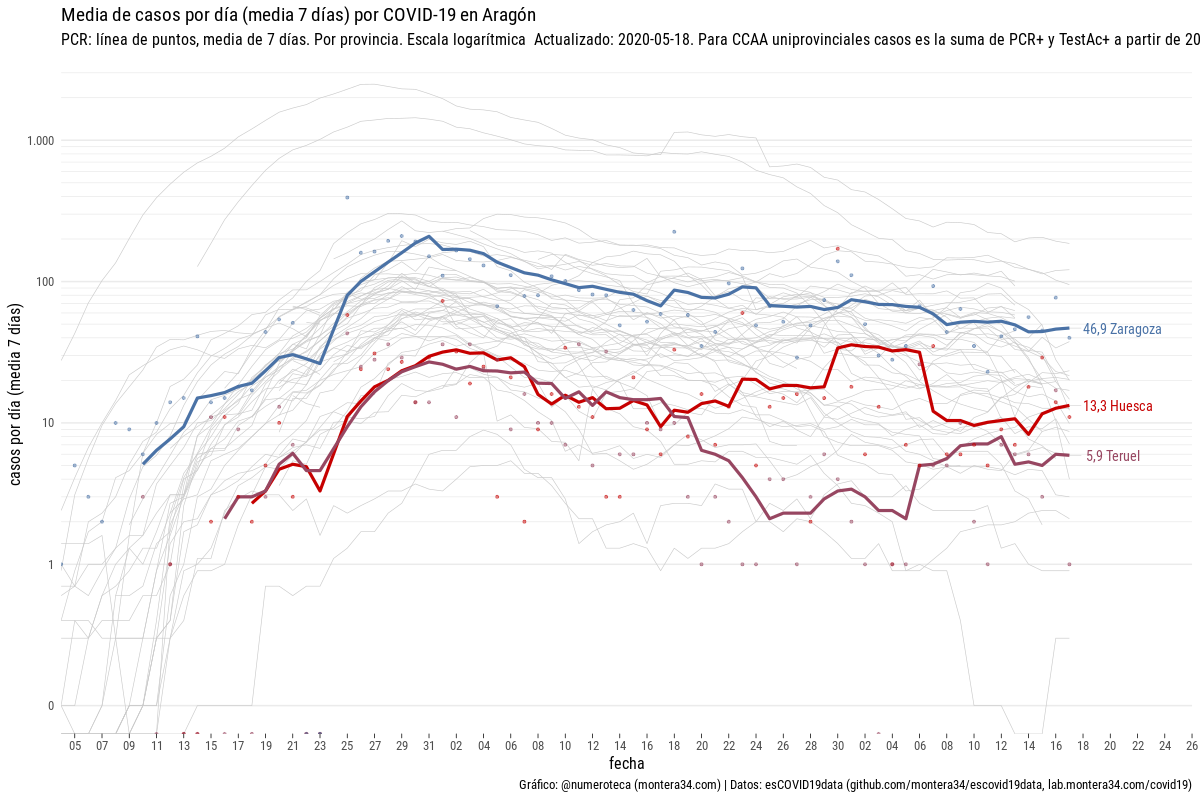 Media de casos por día (media 7 días) por COVID-19 en Aragón
PCR: línea de puntos, media de 7 días. Por provincia. Escala logarítmica  Actualizado: 2020-05-18. Para CCAA uniprovinciales casos es la suma de PCR+ y TestAc+ a partir de 20
casos por día (media 7 días)
1.000
100
10
1
0
46,9 Zaragoza
13,3 Huesca
5,9 Teruel
05 07 09 11 13 15 17 19 21 23 25 27 29 31 02 04 06 08 10 12 14 16 18 20 22 24 26 28 30 02 04 06 08 10 12 14 16 18 20 22 24 26
fecha
Gráfico: @numeroteca (montera34.com) | Datos: esCOVID19data (github.com/montera34/escovid19data, lab.montera34.com/covid19)